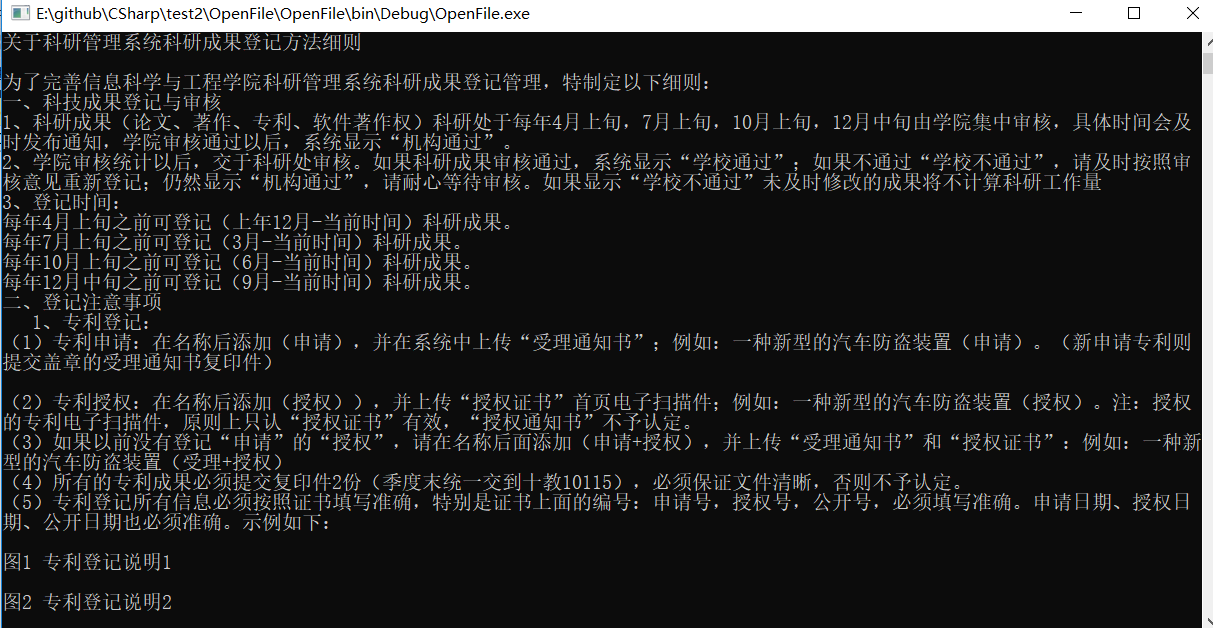 E:\github\CSharp\test2\OpenFile\OpenFile\bin\Debug\OpenFile.exe
关于科研管理系统科研成果登记方法细则
为了完善信息科学与工程学院科研管理系统科研成果登记管理，特制定以下细则：
一、科技成果登记与审核
1、科研成果（论文、著作、专利、软件著作权）科研处于每年4月上旬，7月上旬，10月上旬，12月中旬由学院集中审核，具体时间会及
时发布通知，学院审核通过以后，系统显示“机构通过”。
2、学院审核统计以后，交于科研处审核。如果科研成果审核通过，系统显示“学校通过”；如果不通过“学校不通过”，请及时按照审
核意见重新登记；仍然显示“机构通过”，请耐心等待审核。如果显示“学校不通过”未及时修改的成果将不计算科研工作量
3、登记时间：
每年4月上旬之前可登记（上年12月-当前时间）科研成果。
每年7月上旬之前可登记（3月-当前时间）科研成果。
每年10月上旬之前可登记（6月-当前时间）科研成果。
每年12月中旬之前可登记（9月-当前时间）科研成果。
二、登记注意事项
1、专利登记：
（1）专利申请：在名称后添加（申请），并在系统中上传“受理通知书”；例如：一种新型的汽车防盗装置（申请）。（新申请专利则
提交盖章的受理通知书复印件）
（2）专利授权：在名称后添加（授权）），并上传“授权证书”首页电子扫描件；例如：一种新型的汽车防盗装置（授权）。注：授权
的专利电子扫描件，原则上只认“授权证书”有效，“授权通知书”不予认定。
（3）如果以前没有登记“申请”的“授权”，请在名称后面添加（申请+授权），并上传“受理通知书”和“授权证书”：例如：一种新
型的汽车防盗装置（受理+授权）
（4）所有的专利成果必须提交复印件2份（季度末统一交到十教10115），必须保证文件清晰，否则不予认定。
（5）专利登记所有信息必须按照证书填写准确，特别是证书上面的编号：申请号，授权号，公开号，必须填写准确。申请日期、授权日
期、公开日期也必须准确。示例如下：
图1 专利登记说明1
图2 专利登记说明2